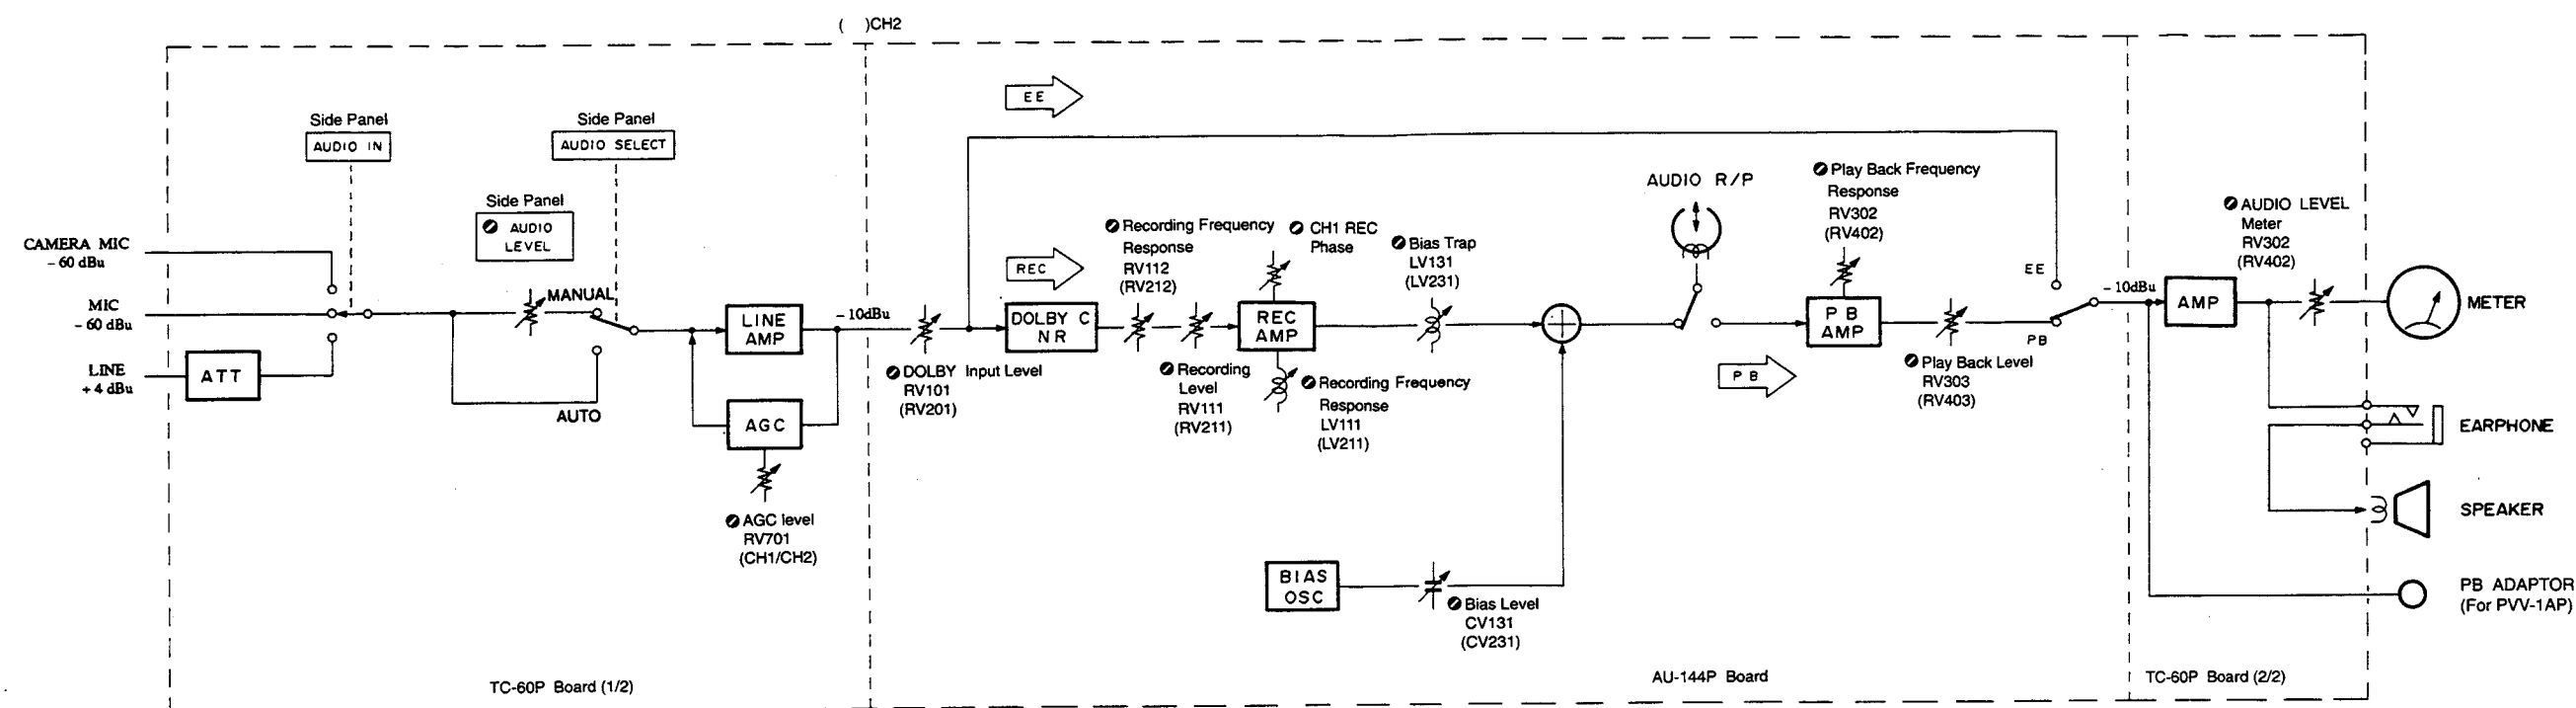 ( )CH2
Side Panel
AUDIO IN
Side Panel
AUDIO SELECT
Side Panel
AUDIO
LEVEL
CAMERA MIC
– 60 dBu
MIC
– 60 dBu
LINE
+ 4 dBu
ATT
MANUAL
AUTO
LINE
AMP
AGC
AGC level
RV701
(CH1/CH2)
– 10dBu
TC-60P Board (1/2)
EE
REC
DOLBY Input Level
RV101
(RV201)
DOLBY C
NR
Recording Frequency
Response
RV112
(RV212)
Recording
Level
RV111
(RV211)
CH1 REC
Phase
REC
AMP
Recording Frequency
Response
LV111
(LV211)
Bias Trap
LV131
(LV231)
BIAS
OSC
Bias Level
CV131
(CV231)
AUDIO R/P
PB
Play Back Frequency
Response
RV302
(RV402)
PB
AMP
Play Back Level
RV303
(RV403)
EE
PB
AU-144P Board
– 10dBu
AMP
AUDIO LEVEL
Meter
RV302
(RV402)
METER
EARPHONE
SPEAKER
PB ADAPTOR
(For PVV-1AP)
TC-60P Board (2/2)